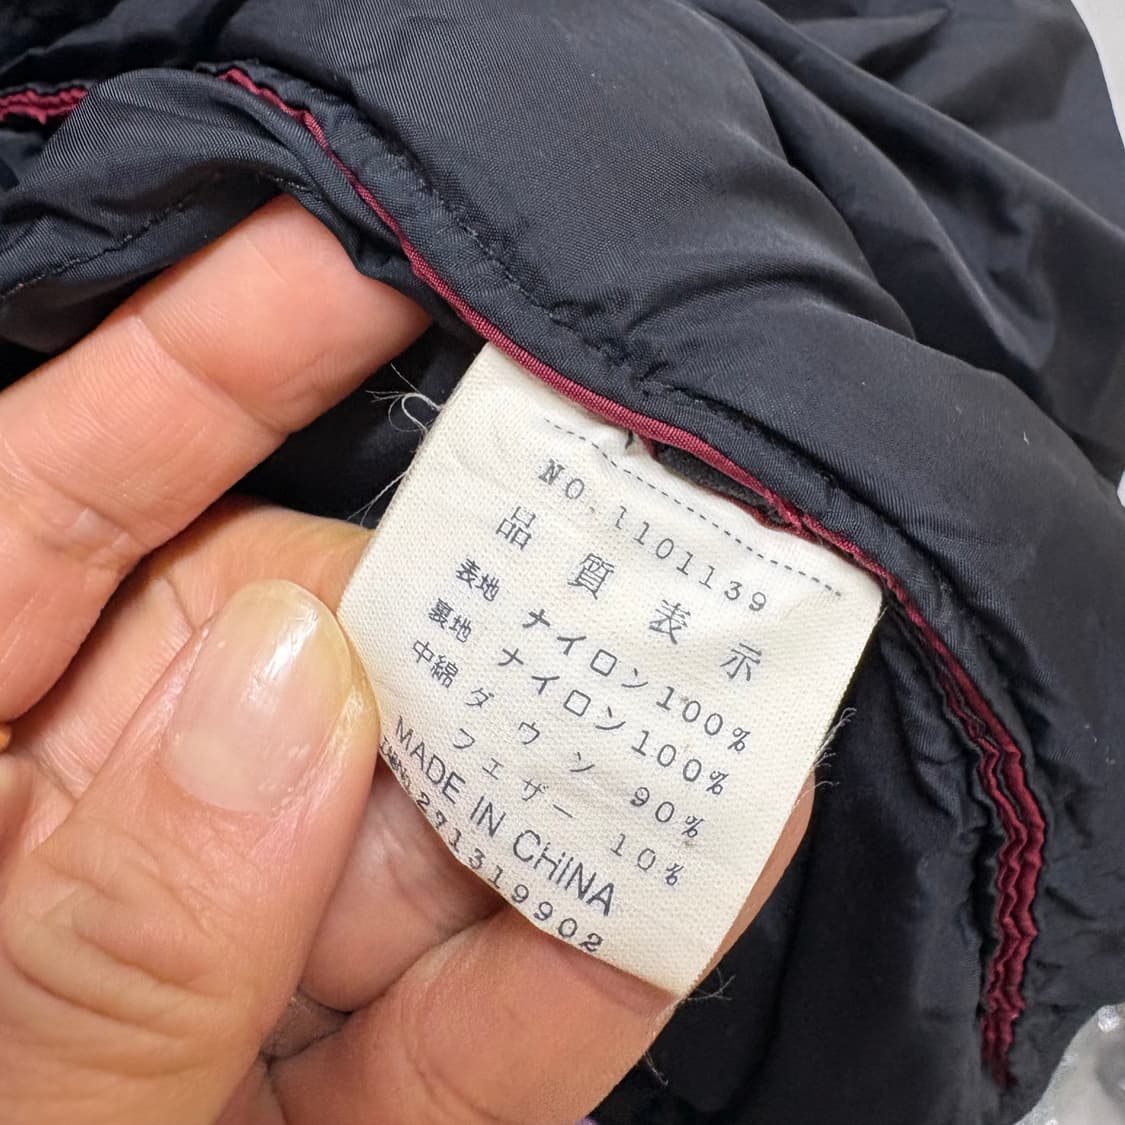 NO.1101139
品質表示
表地 ナイロン100%
裏地 ナイロン100%
中綿 ダウン 90%
フェザー 10%
MADE IN CHINA
271319902